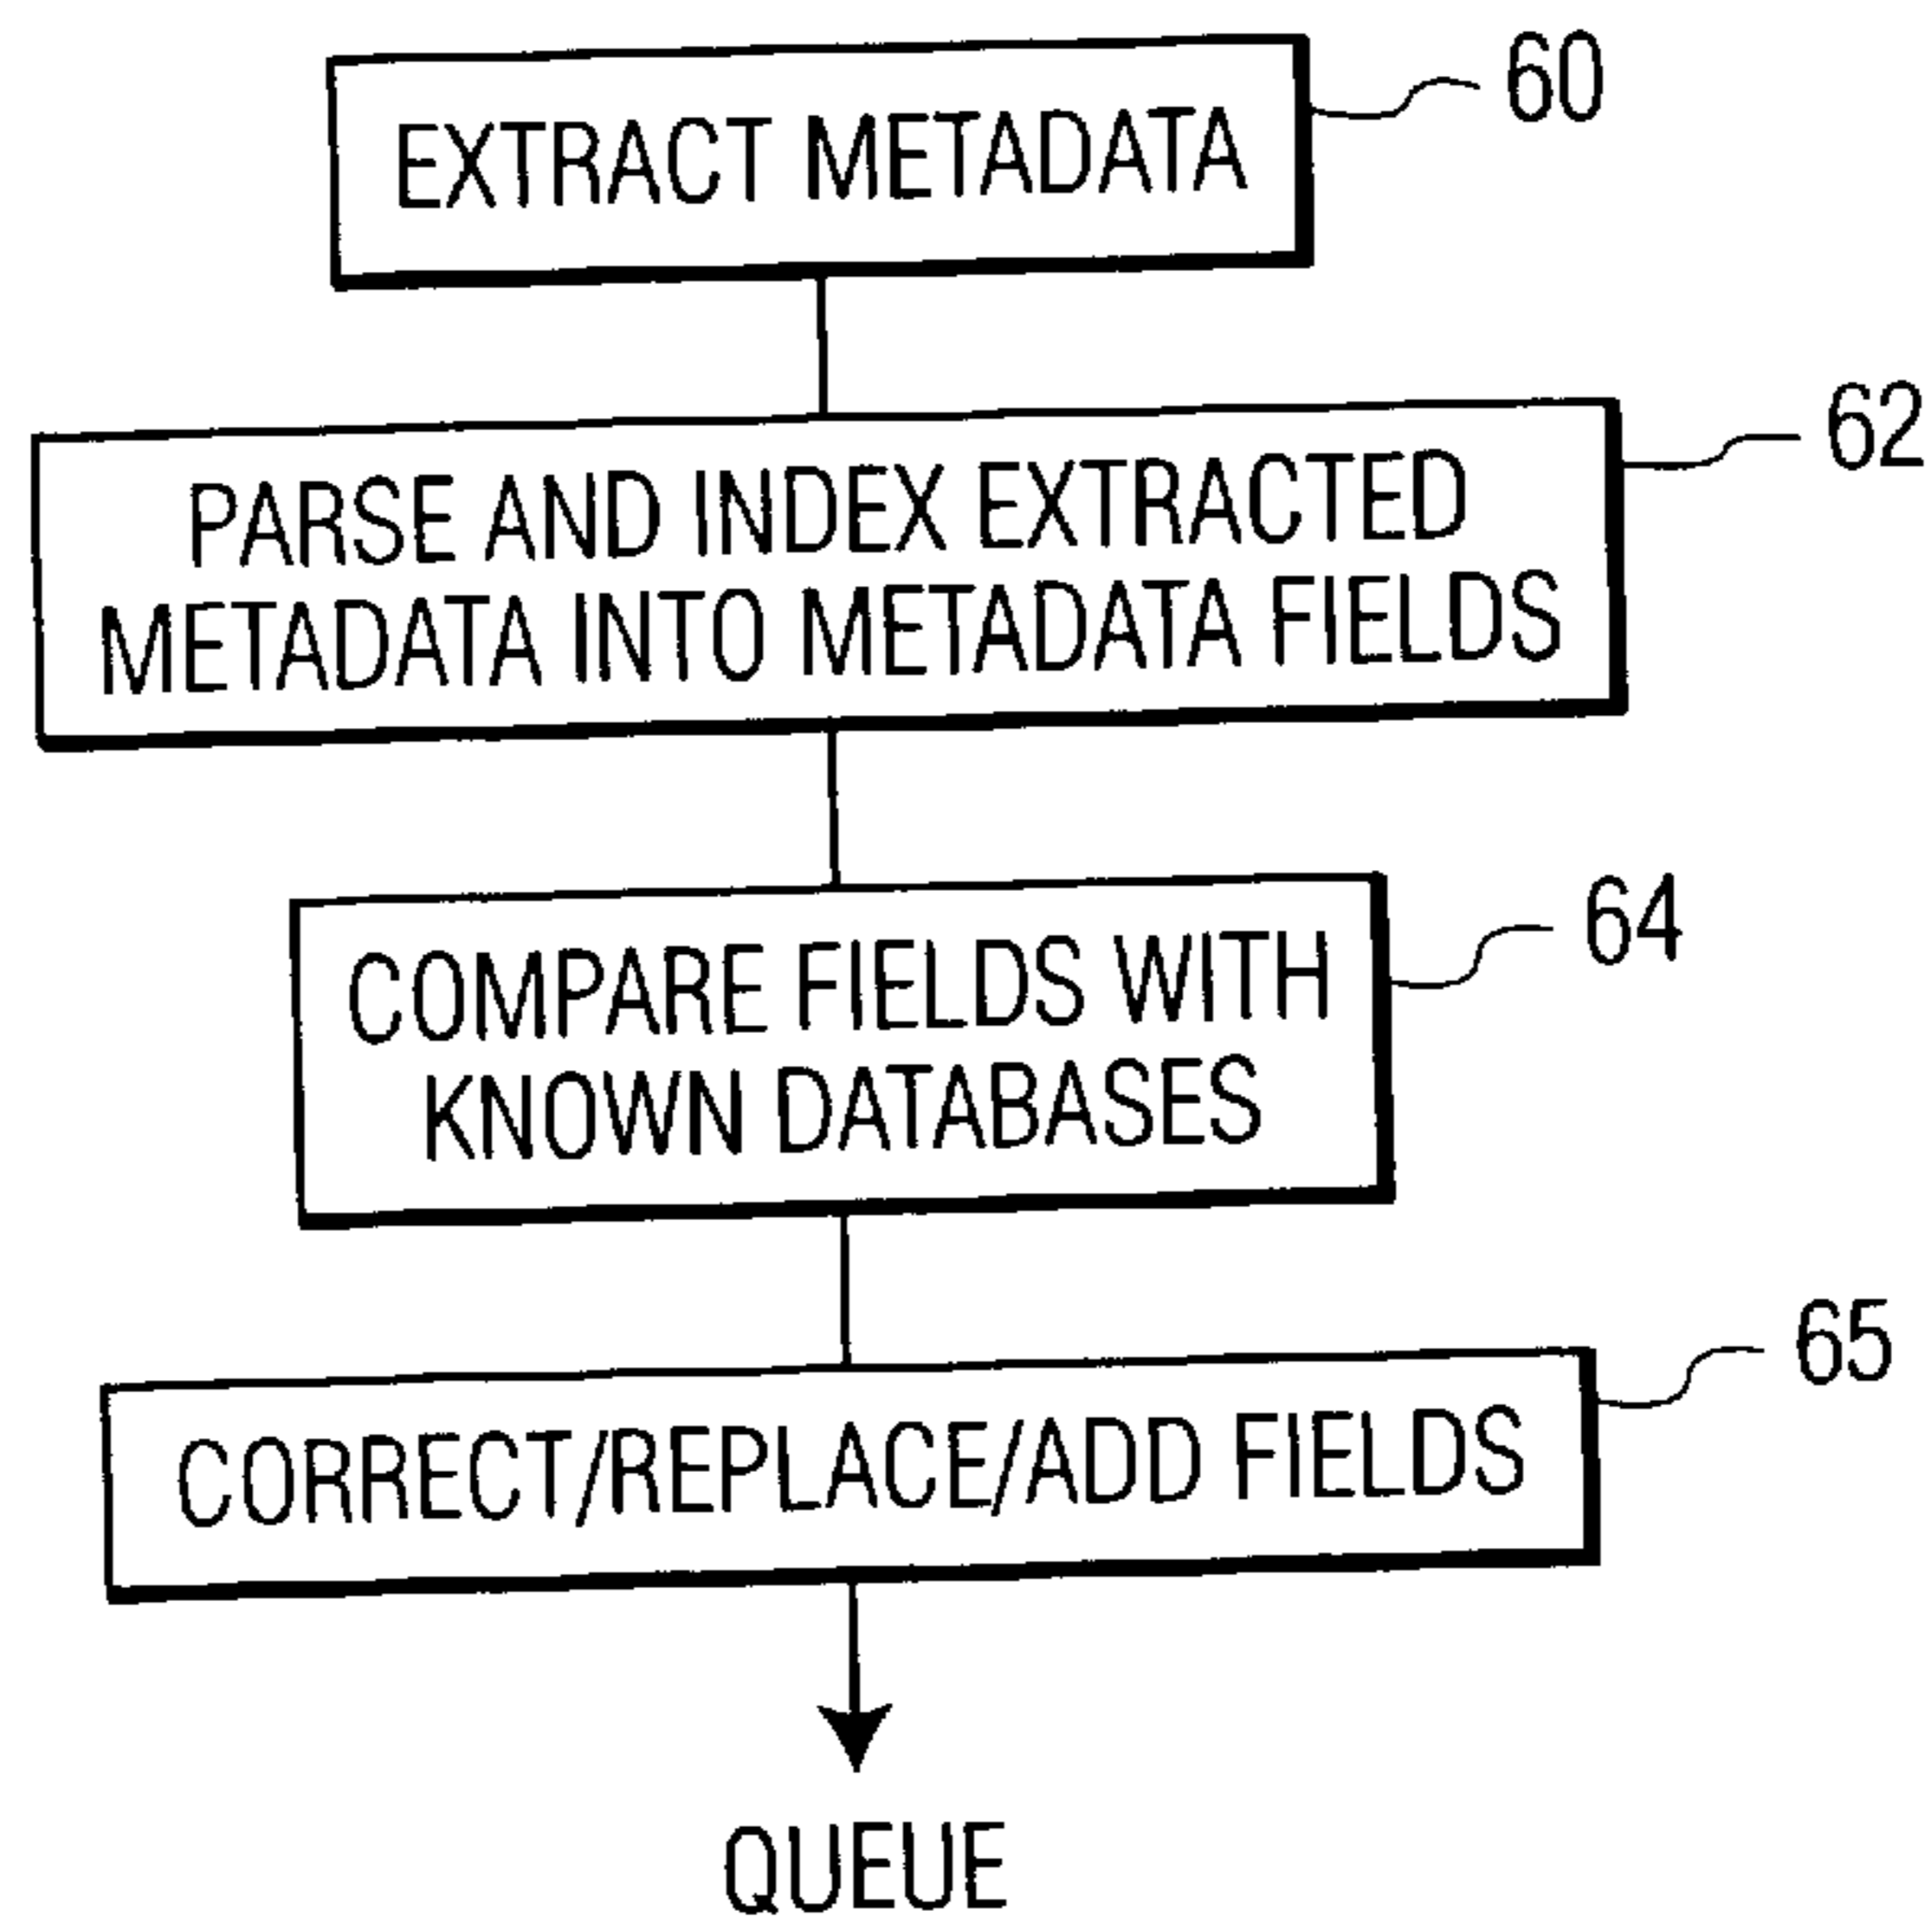 EXTRACT METADATA
60
PARSE AND INDEX EXTRACTED
METADATA INTO METADATA FIELDS
62
COMPARE FIELDS WITH
KNOWN DATABASES
64
CORRECT/REPLACE/ADD FIELDS
65
QUEUE